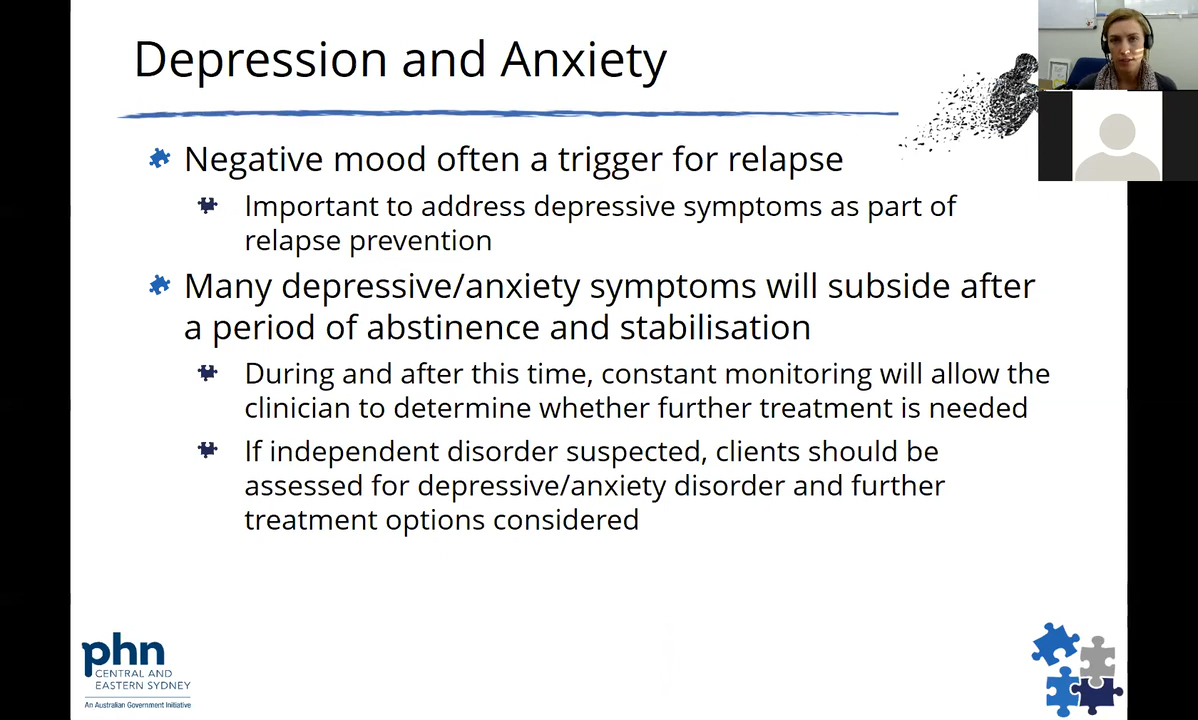 Depression and Anxiety
Negative mood often a trigger for relapse
Important to address depressive symptoms as part of
relapse prevention
Many depressive/anxiety symptoms will subside after
a period of abstinence and stabilisation
During and after this time, constant monitoring will allow the
clinician to determine whether further treatment is needed
If independent disorder suspected, clients should be
assessed for depressive/anxiety disorder and further
treatment options considered
phn
CENTRAL AND
EASTERN SYDNEY
An Australian Government Initiative